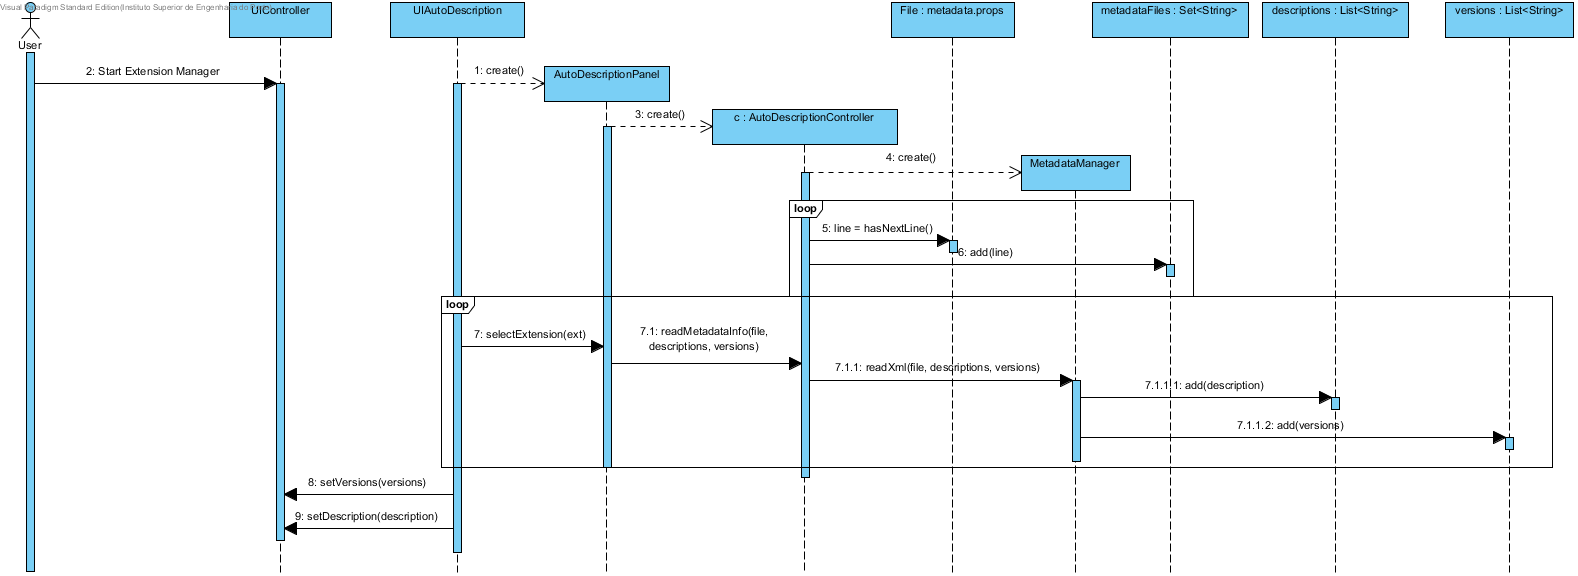 Visual Paradigm Standard Edition(Instituto Superior de Engenharia do
User
UIController
UIAutoDescription
File : metadata.props
metadataFiles : Set<String>
descriptions : List<String>
versions : List<String>
2: Start Extension Manager
1: create()
AutoDescriptionPanel
3: create()
c : AutoDescriptionController
4: create()
MetadataManager
loop
5: line = hasNextLine()
6: add(line)
loop
7: selectExtension(ext)
7.1: readMetadataInfo(file,
descriptions, versions)
7.1.1: readXml(file, descriptions, versions)
7.1.1.1: add(description)
7.1.1.2: add(versions)
8: setVersions(versions)
9: setDescription(description)